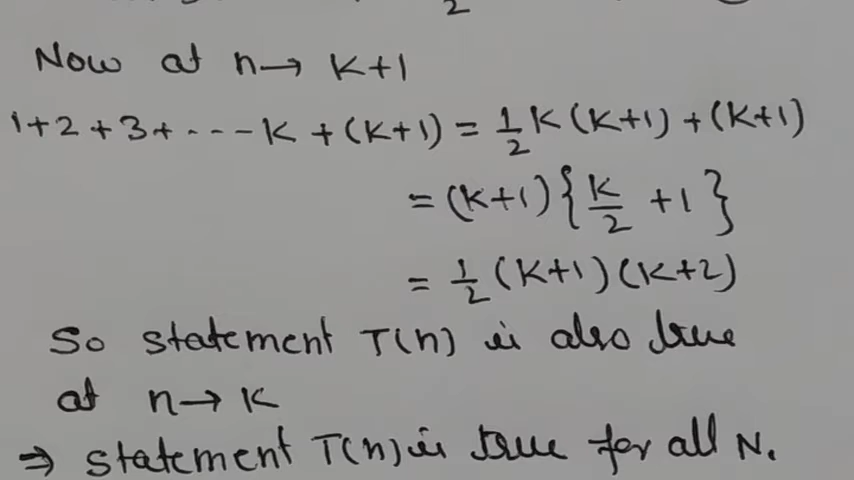 2
Now at n→ K+1
1+2+3+ ---- K + (K+1) = 1/2 K (K+1) + (K+1)
= (K+1) { K/2 + 1 }
= 1/2 (K+1) (K+2)
So statement T(n) is also true
at n→ K
⇒ statement T(n) is true for all N.